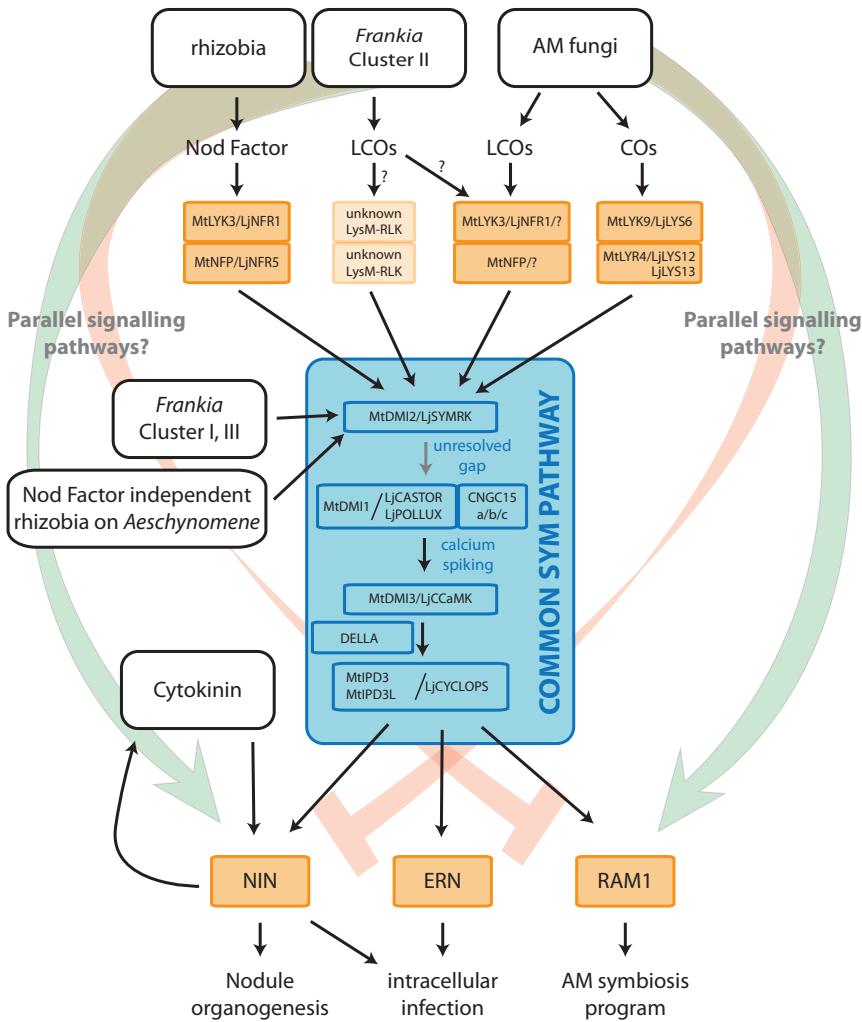 rhizobia
Frankia
Cluster II
AM fungi
Nod Factor
LCOs
LCOs
COs
?
?
MtLYK3/LjNFR1
MtNFP/LjNFR5
unknown
LysM-RLK
unknown
LysM-RLK
MtLYK3/LjNFR1/?
MtNFP/?
MtLYK9/LjLYS6
MtLYR4/LjLYS12
LjLYS13
Parallel signalling
pathways?
Parallel signalling
pathways?
Frankia
Cluster I, III
Nod Factor independent
rhizobia on Aeschynomene
COMMON SYM PATHWAY
MtDMI2/LjSYMRK
unresolved
gap
MtDMI1/LjCASTOR
LjPOLLUX
CNGC15
a/b/c
calcium
spiking
MtDMI3/LjCCaMK
DELLA
MtIPD3
MtIPD3L
/LjCYCLOPS
Cytokinin
NIN
ERN
RAM1
Nodule
organogenesis
intracellular
infection
AM symbiosis
program